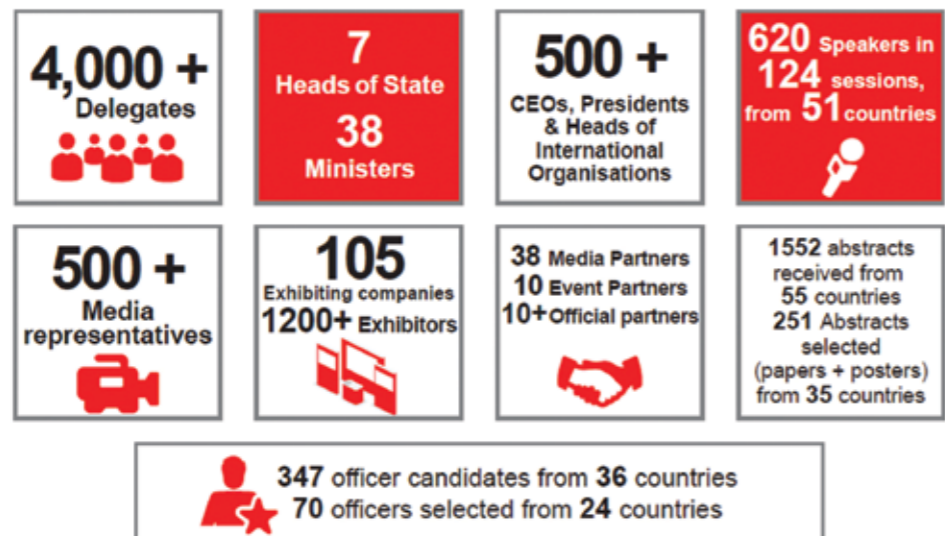 4,000 +
Delegates
7
Heads of State
38
Ministers
500 +
CEOs, Presidents
& Heads of
International
Organisations
620 Speakers in
124 sessions,
from 51 countries
500 +
Media
representatives
105
Exhibiting companies
1200+ Exhibitors
38 Media Partners
10 Event Partners
10+Official partners
1552 abstracts
received from
55 countries
251 Abstracts
selected
(papers + posters)
from 35 countries
347 officer candidates from 36 countries
70 officers selected from 24 countries